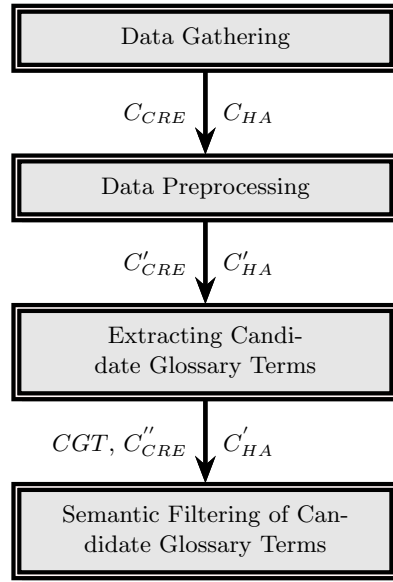 Data Gathering
C_{CRE} C_{HA}
Data Preprocessing
C'_{CRE} C'_{HA}
Extracting Candi-
date Glossary Terms
CGT, C''_{CRE} C'_{HA}
Semantic Filtering of Can-
didate Glossary Terms